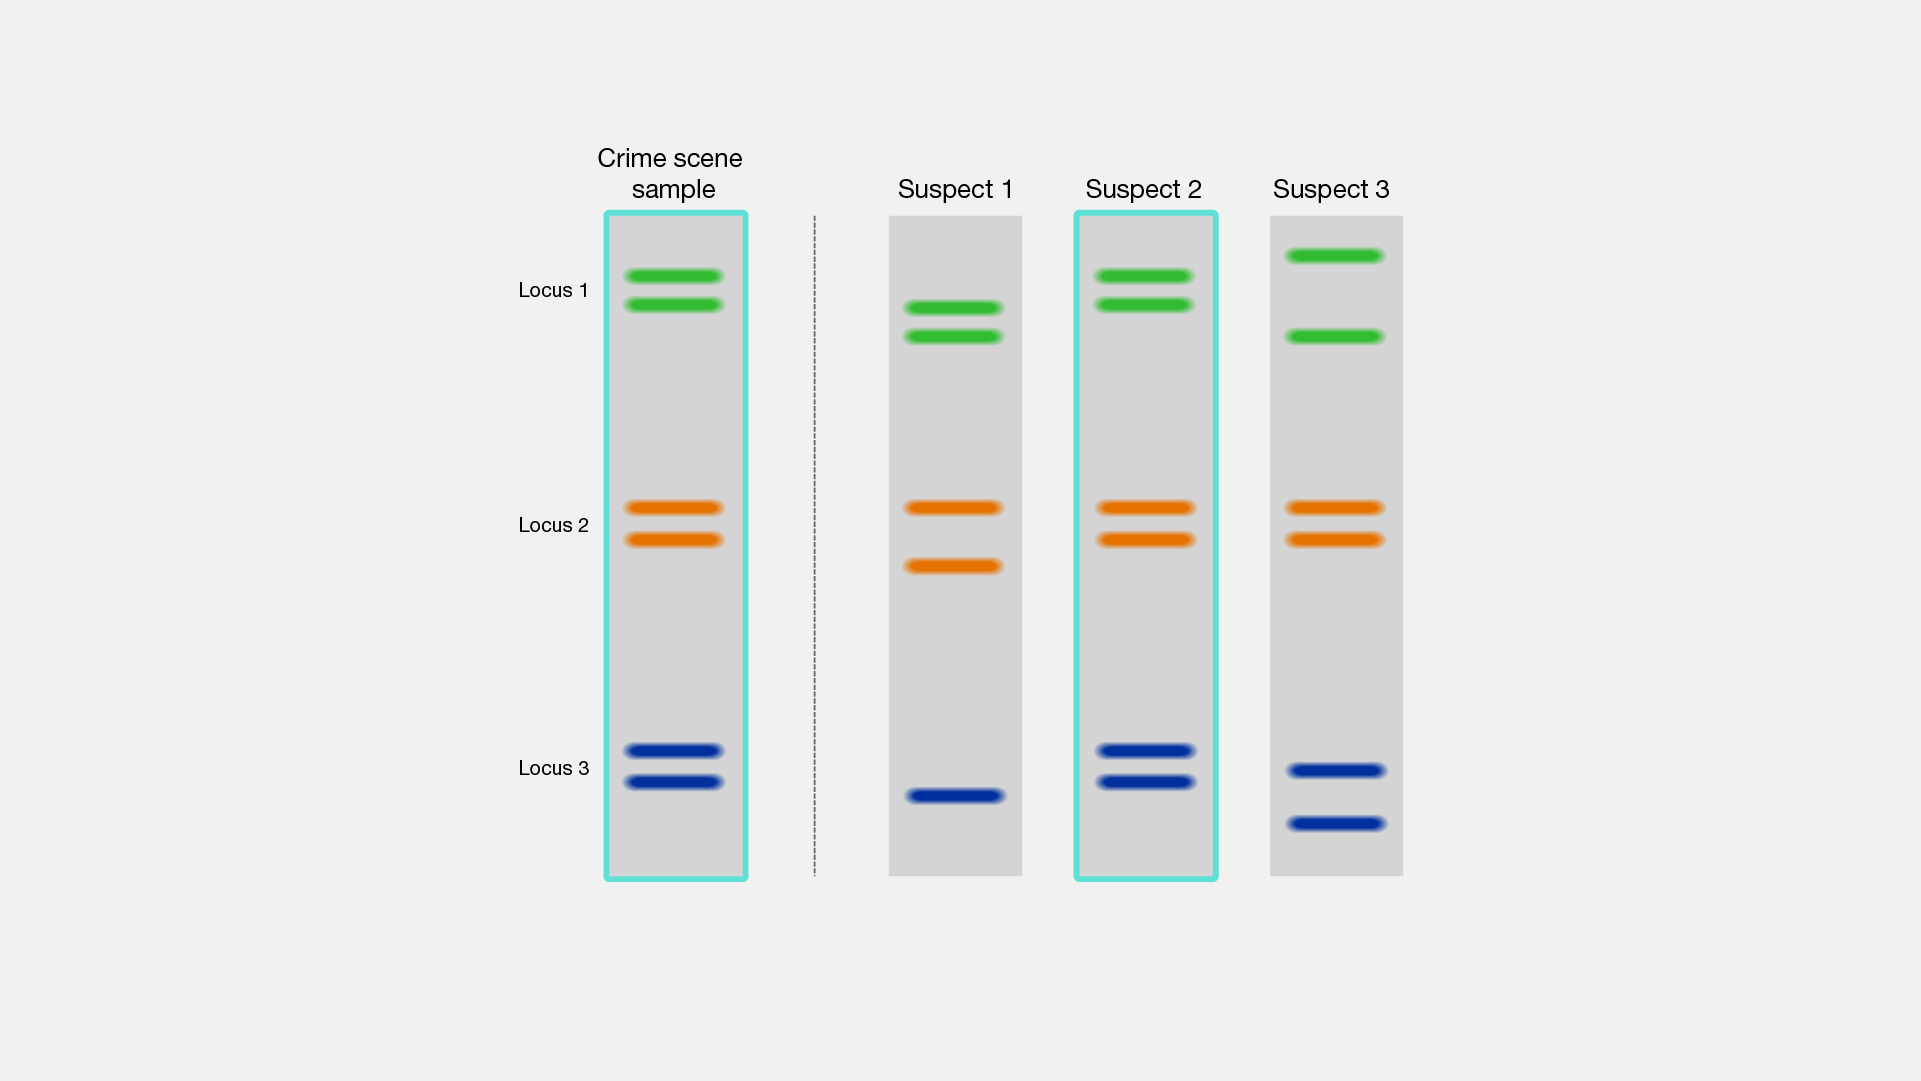 Crime scene
sample
Suspect 1
Suspect 2
Suspect 3
Locus 1
Locus 2
Locus 3